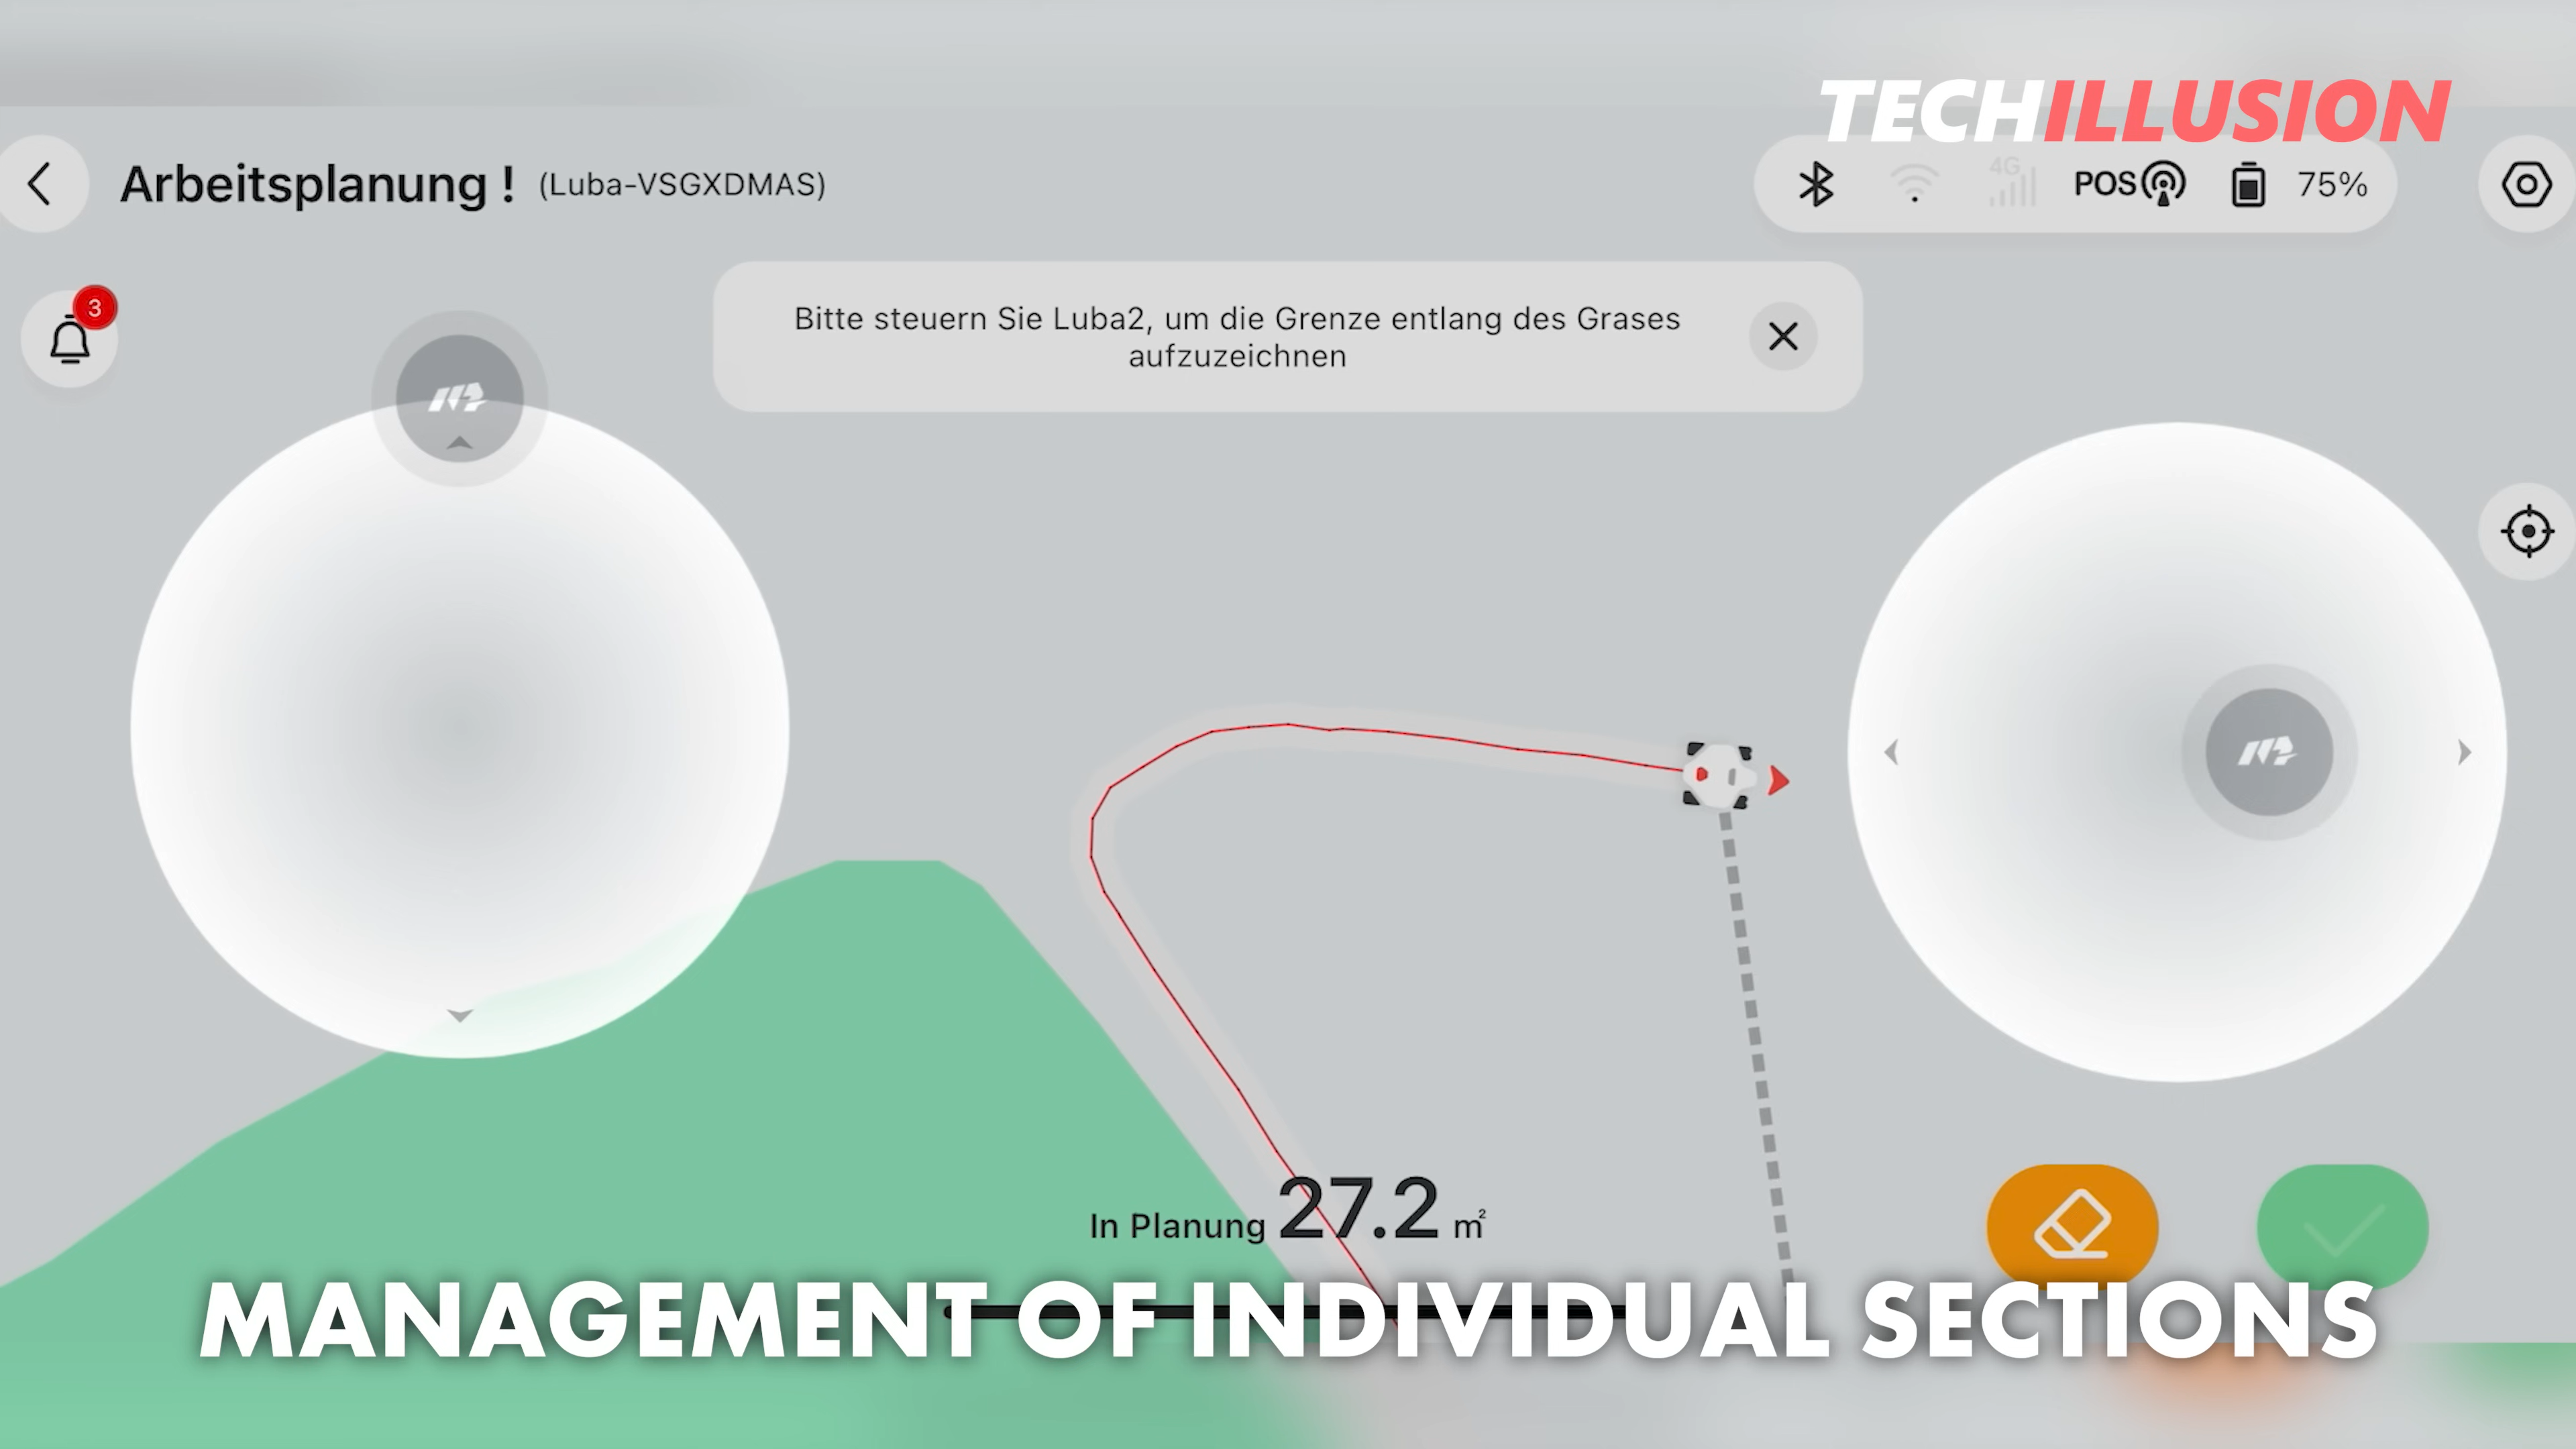 TECHILLUSION
Arbeitsplanung ! (Luba-VSGXDMAS)
4G
POS
75%
3
Bitte steuern Sie Luba2, um die Grenze entlang des Grases
aufzuzeichnen
In Planung 27.2 m²
MANAGEMENT OF INDIVIDUAL SECTIONS